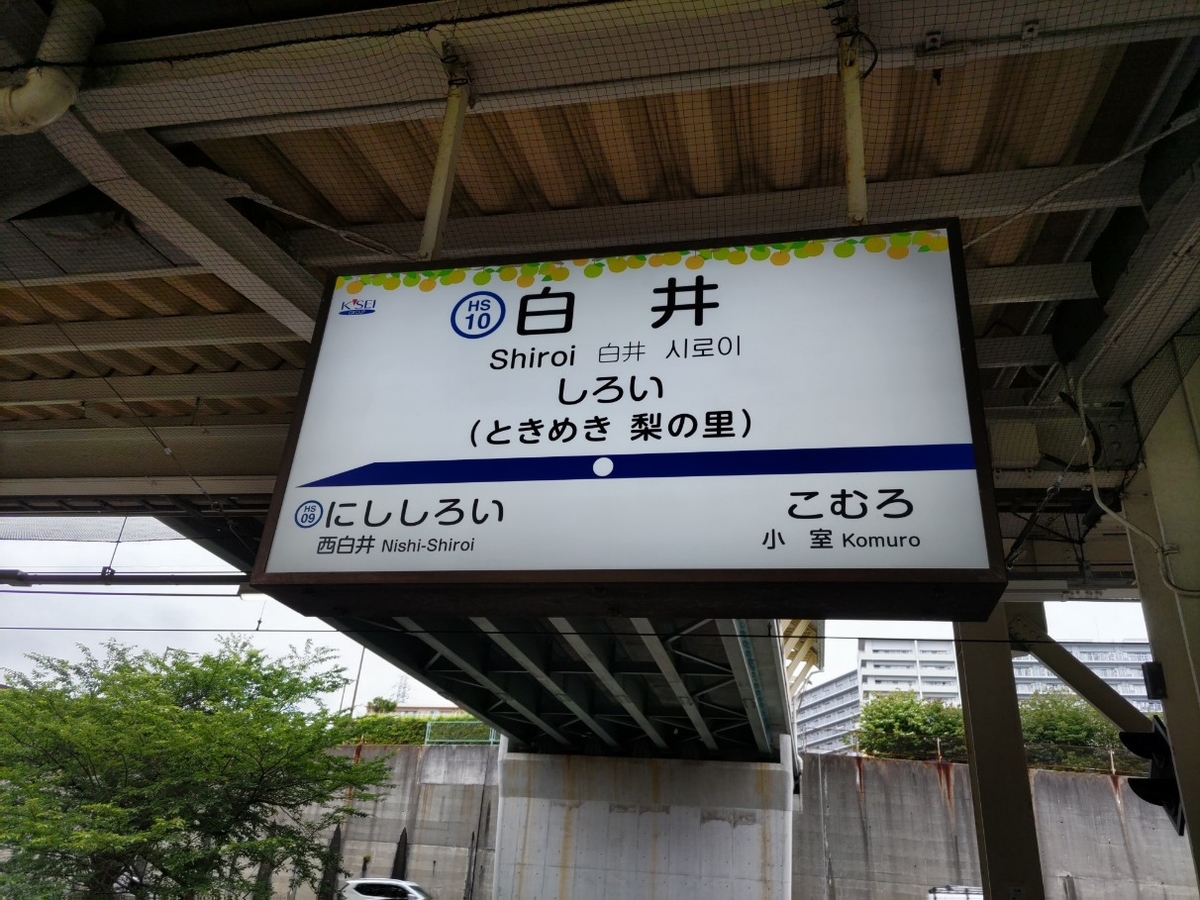 K'SEI
GROUP
HS
10
白井
Shiroi 白井 시로이
しろい
(ときめき 梨の里)
HS
09
にししろい
西白井 Nishi-Shiroi
こむろ
小室 Komuro